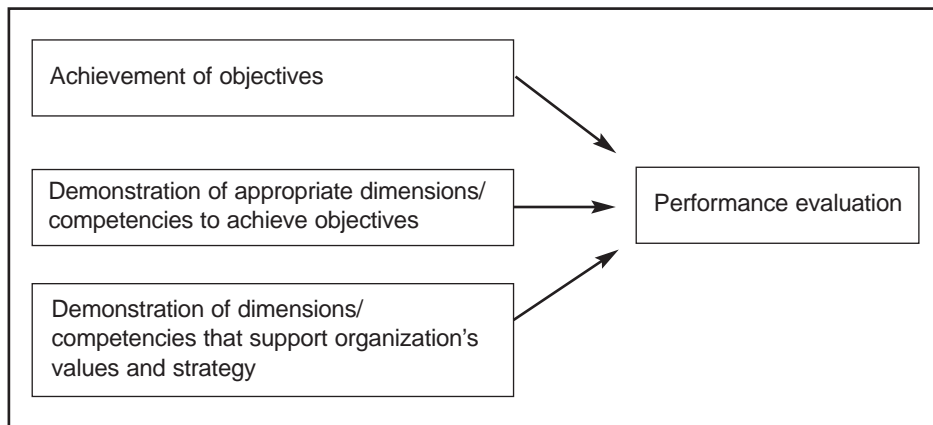 Achievement of objectives
Demonstration of appropriate dimensions/
competencies to achieve objectives
Performance evaluation
Demonstration of dimensions/
competencies that support organization’s
values and strategy